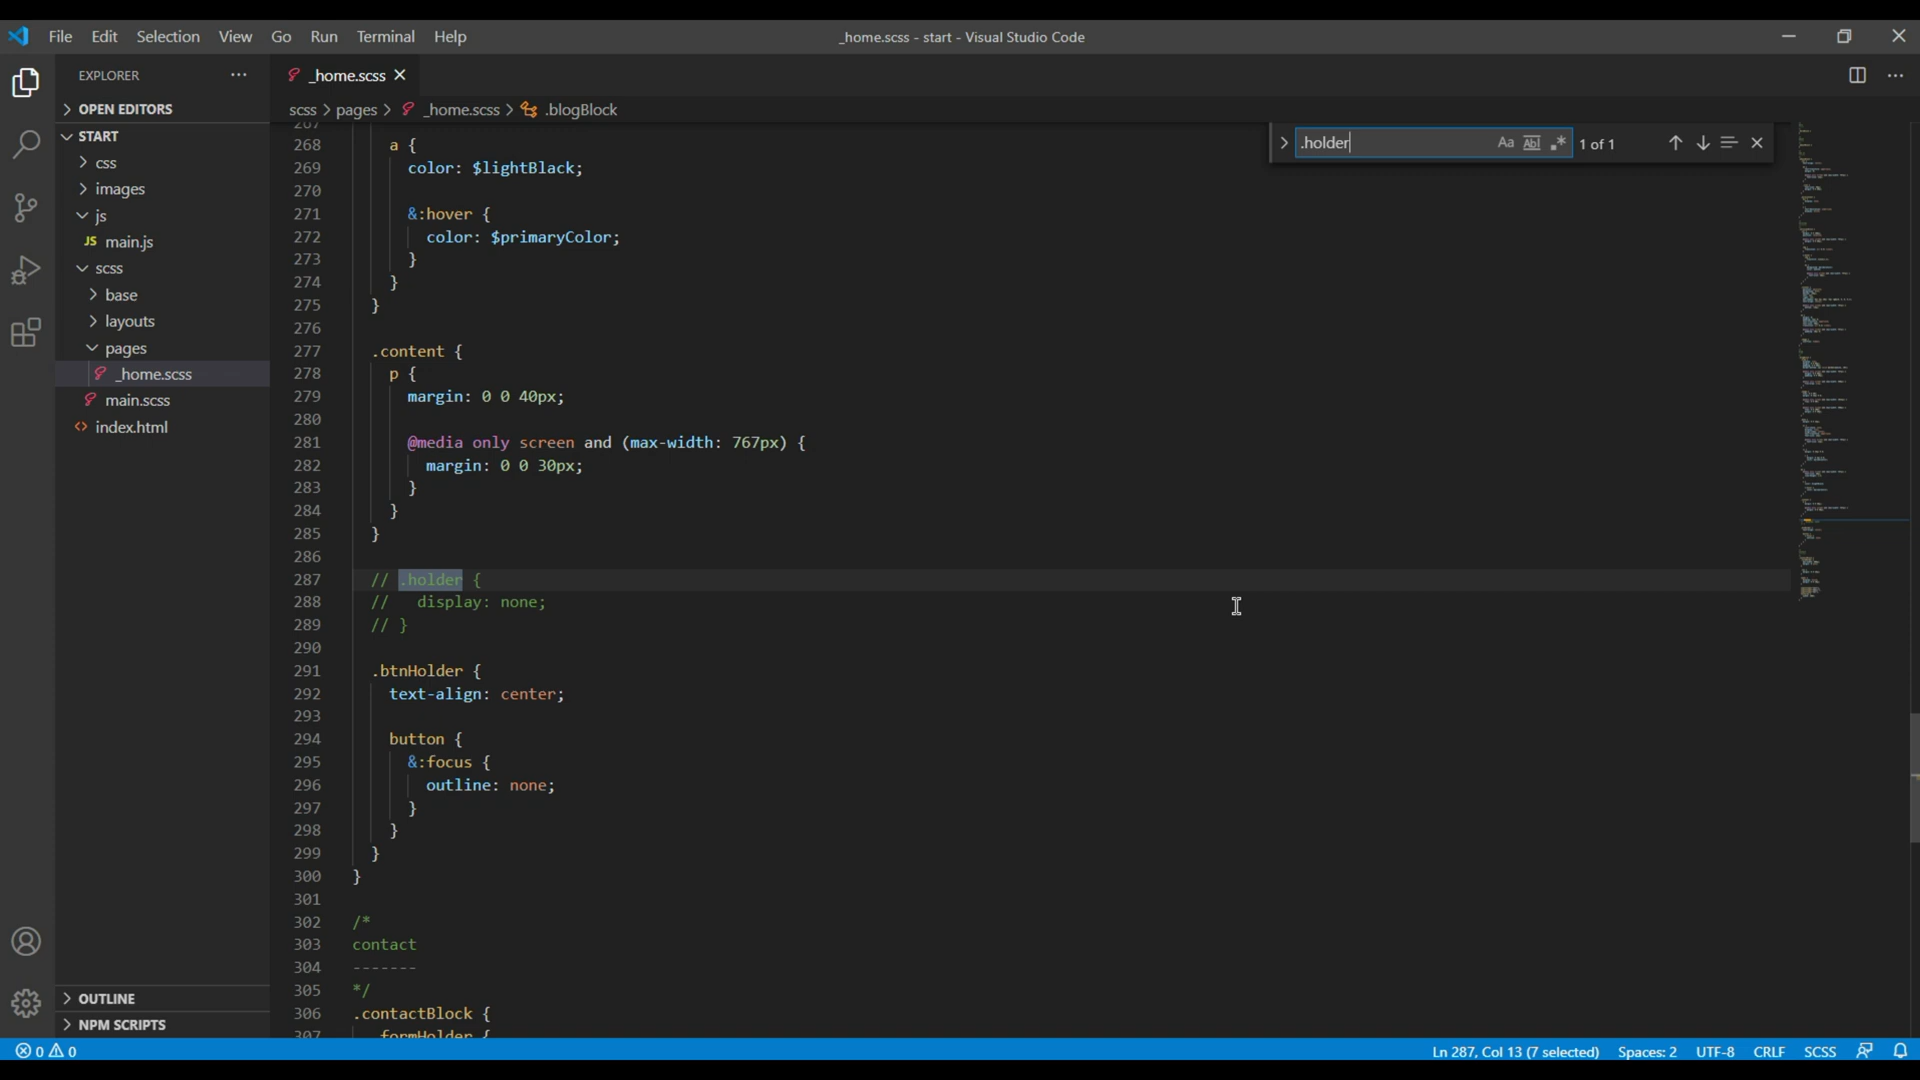 File Edit Selection View Go Run Terminal Help
_home.scss - start - Visual Studio Code
EXPLORER
OPEN EDITORS
START
css
images
js
JS main.js
scss
base
layouts
pages
_home.scss
main.scss
<> index.html
OUTLINE
NPM SCRIPTS
_home.scss
scss > pages > _home.scss > .blogBlock
.holder Aa Abl .* 1 of 1
268 a {
269 color: $lightBlack;
270
271 &:hover {
272 color: $primaryColor;
273 }
274 }
275 }
276
277 .content {
278 p {
279 margin: 0 0 40px;
280
281 @media only screen and (max-width: 767px) {
282 margin: 0 0 30px;
283 }
284 }
285 }
286
287 // .holder {
288 // display: none;
289 // }
290
291 .btnHolder {
292 text-align: center;
293
294 button {
295 &:focus {
296 outline: none;
297 }
298 }
299 }
300 }
301
302 /*
303 contact
304 -------
305 */
306 .contactBlock {
307 .formHolder {
0 0
Ln 287, Col 13 (7 selected) Spaces: 2 UTF-8 CRLF SCSS